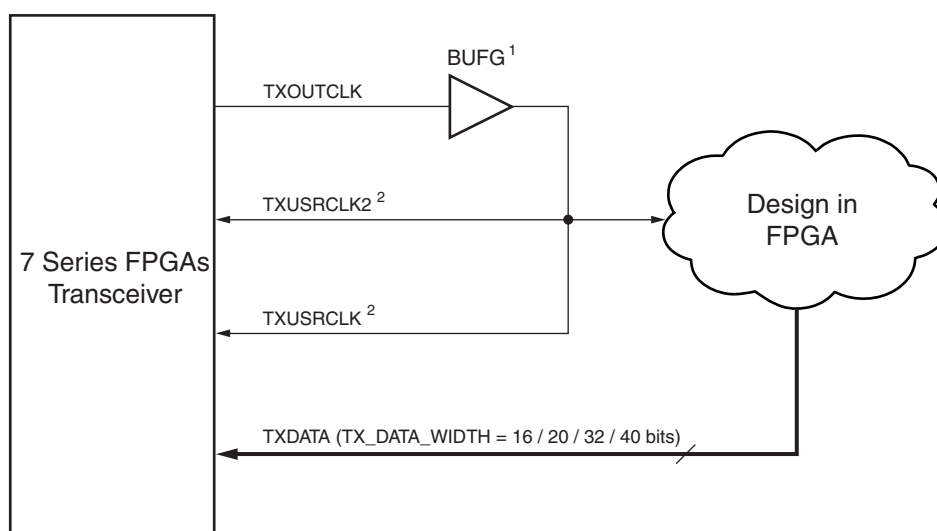 BUFG 1
TXOUTCLK
TXUSRCLK2 2
Design in
FPGA
7 Series FPGAs
Transceiver
TXUSRCLK 2
TXDATA (TX_DATA_WIDTH = 16 / 20 / 32 / 40 bits)